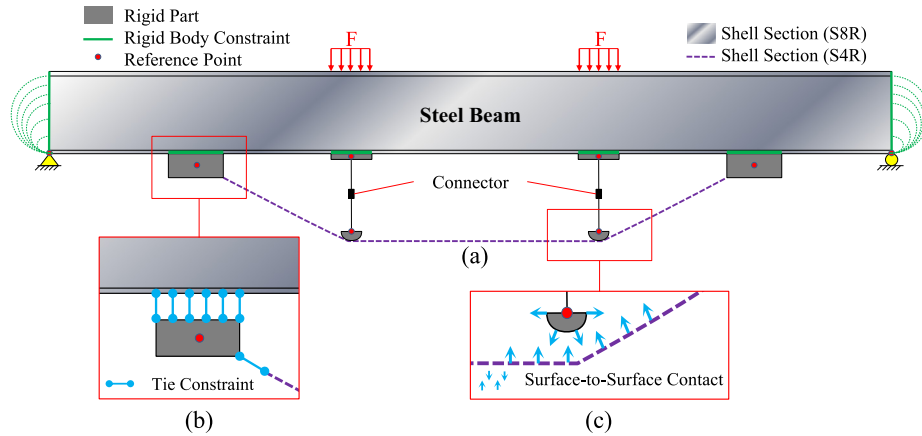 Rigid Part
Rigid Body Constraint
Reference Point
F
F
Shell Section (S8R)
Shell Section (S4R)
Steel Beam
Connector
(a)
Tie Constraint
Surface-to-Surface Contact
(b)
(c)